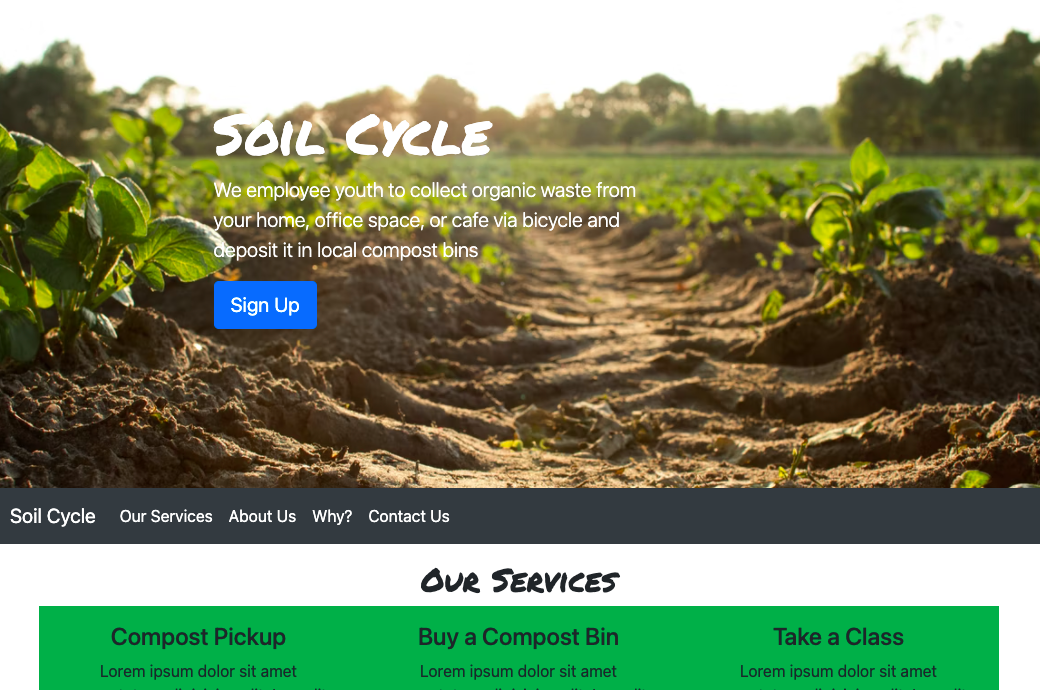 Soil Cycle
We employee youth to collect organic waste from
your home, office space, or cafe via bicycle and
deposit it in local compost bins
Sign Up
Soil Cycle Our Services About Us Why? Contact Us
Our Services
Compost Pickup Buy a Compost Bin Take a Class
Lorem ipsum dolor sit amet Lorem ipsum dolor sit amet Lorem ipsum dolor sit amet